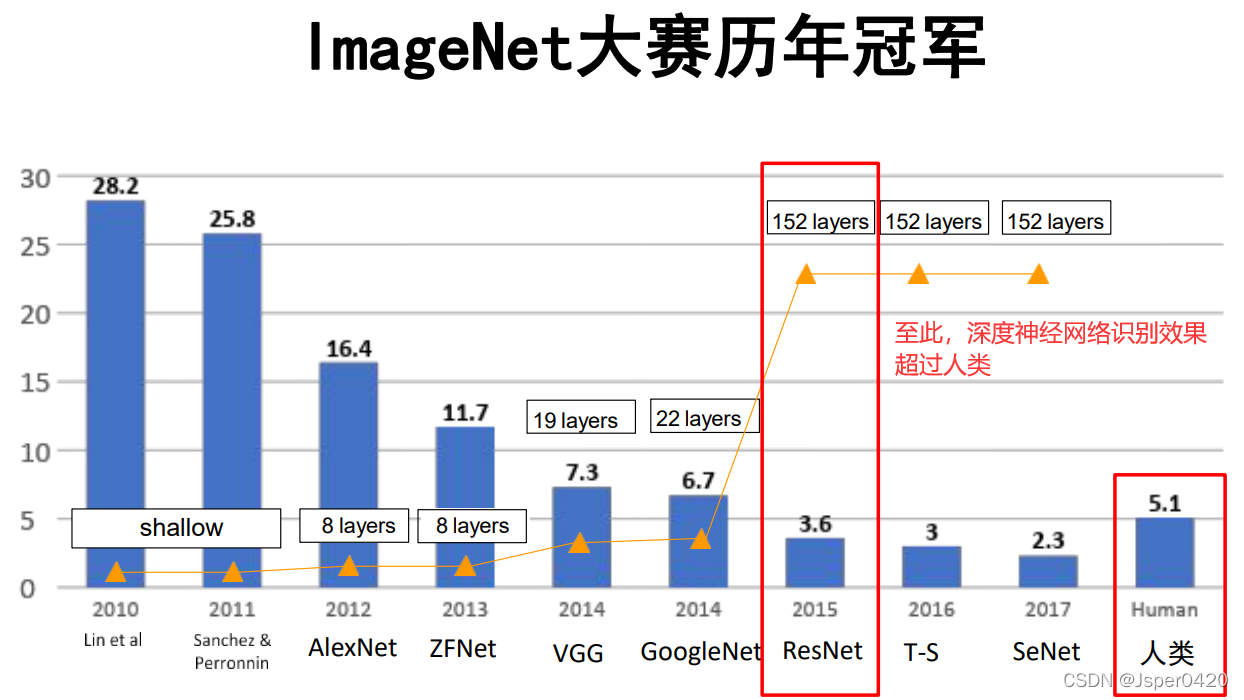 ImageNet大赛历年冠军
30
28.2
25.8
25
152 layers
152 layers
152 layers
20
至此，深度神经网络识别效果
超过人类
16.4
15
11.7
19 layers
22 layers
10
7.3
6.7
5
shallow
8 layers
8 layers
3.6
3
2.3
5.1
0
2010
2011
2012
2013
2014
2014
2015
2016
2017
Human
Lin et al
Sanchez &
Perronnin
AlexNet
ZFNet
VGG
GoogleNet
ResNet
T-S
SeNet
人类
CSDN @Jsper0420